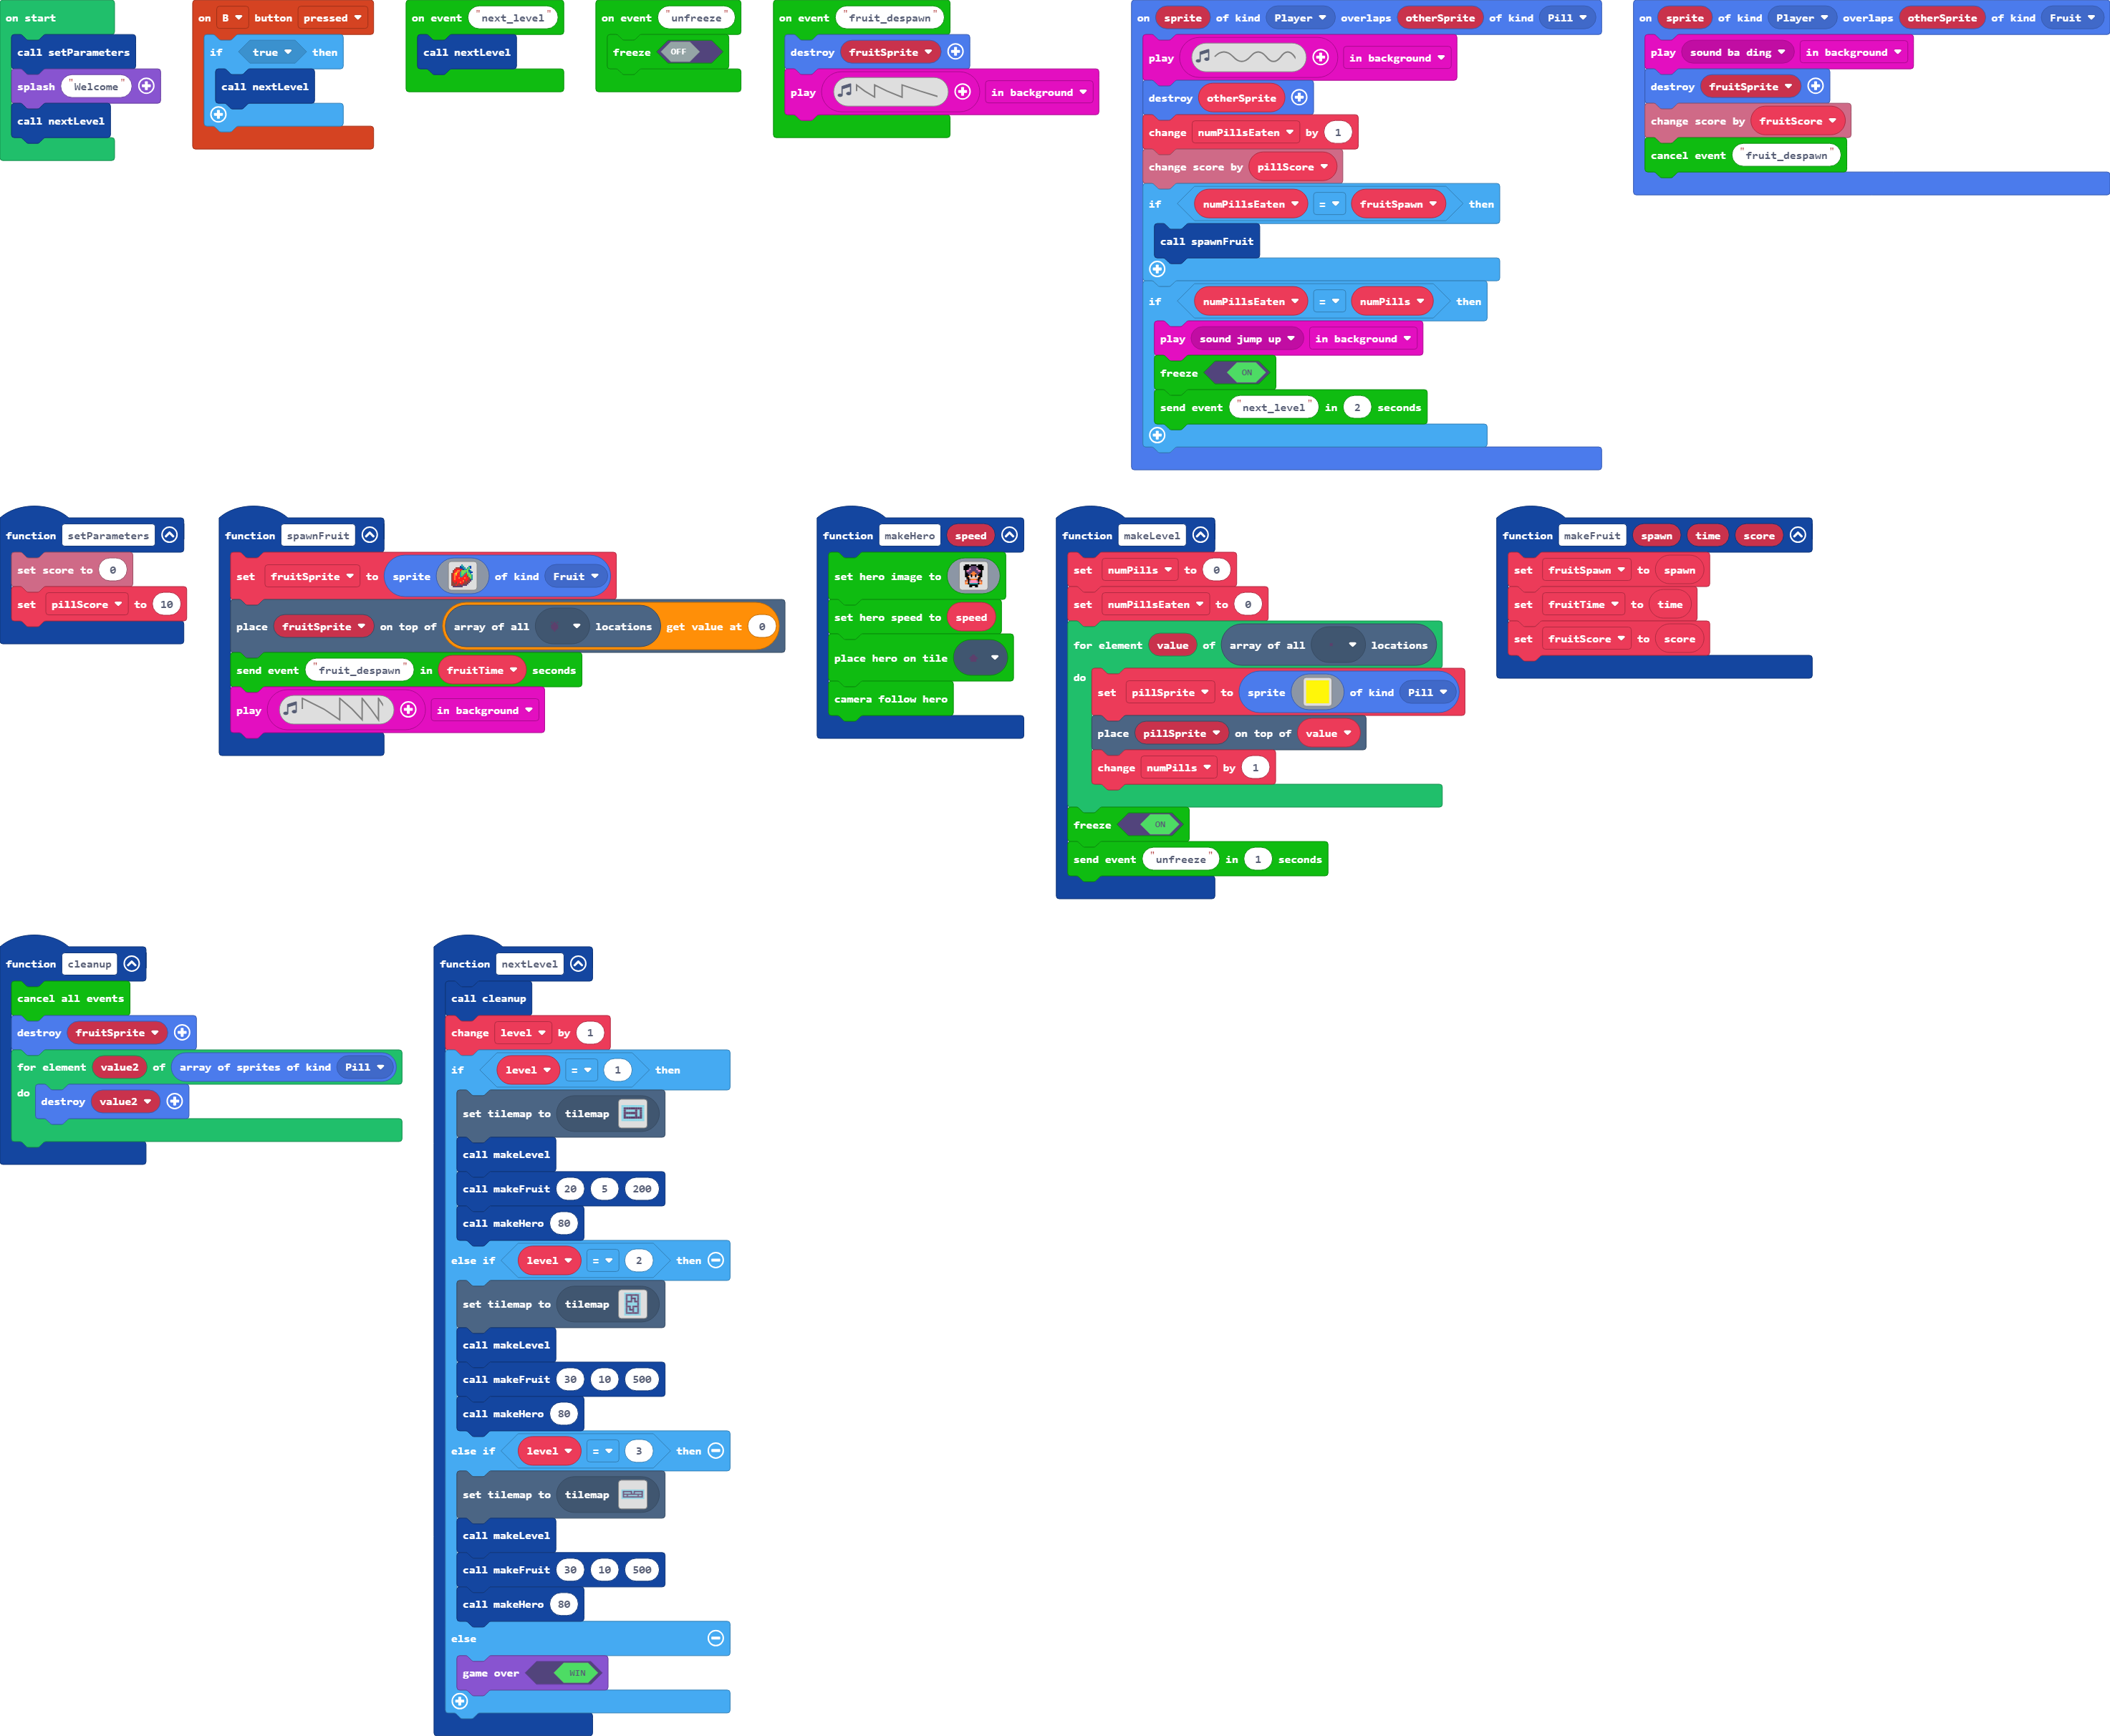 on start
call setParameters
splash "Welcome"
call nextLevel
on B button pressed
if true then
call nextLevel
on event "next_level"
call nextLevel
on event "unfreeze"
freeze OFF
on event "fruit_despawn"
destroy fruitSprite
play in background
on sprite of kind Player overlaps otherSprite of kind Pill
play in background
destroy otherSprite
change numPillsEaten by 1
change score by pillScore
if numPillsEaten = fruitSpawn then
call spawnFruit
if numPillsEaten = numPills then
play sound jump up in background
freeze ON
send event "next_level" in 2 seconds
on sprite of kind Player overlaps otherSprite of kind Fruit
play sound ba ding in background
destroy fruitSprite
change score by fruitScore
cancel event "fruit_despawn"
function setParameters
set score to 0
set pillScore to 10
function spawnFruit
set fruitSprite to sprite of kind Fruit
place fruitSprite on top of array of all locations get value at 0
send event "fruit_despawn" in fruitTime seconds
play in background
function makeHero speed
set hero image to
set hero speed to speed
place hero on tile
camera follow hero
function makeLevel
set numPills to 0
set numPillsEaten to 0
for element value of array of all locations
do
set pillSprite to sprite of kind Pill
place pillSprite on top of value
change numPills by 1
freeze ON
send event "unfreeze" in 1 seconds
function makeFruit spawn time score
set fruitSpawn to spawn
set fruitTime to time
set fruitScore to score
function cleanup
cancel all events
destroy fruitSprite
for element value2 of array of sprites of kind Pill
do destroy value2
function nextLevel
call cleanup
change level by 1
if level = 1 then
set tilemap to tilemap
call makeLevel
call makeFruit 20 5 200
call makeHero 80
else if level = 2 then
set tilemap to tilemap
call makeLevel
call makeFruit 30 10 500
call makeHero 80
else if level = 3 then
set tilemap to tilemap
call makeLevel
call makeFruit 30 10 500
call makeHero 80
else
game over WIN